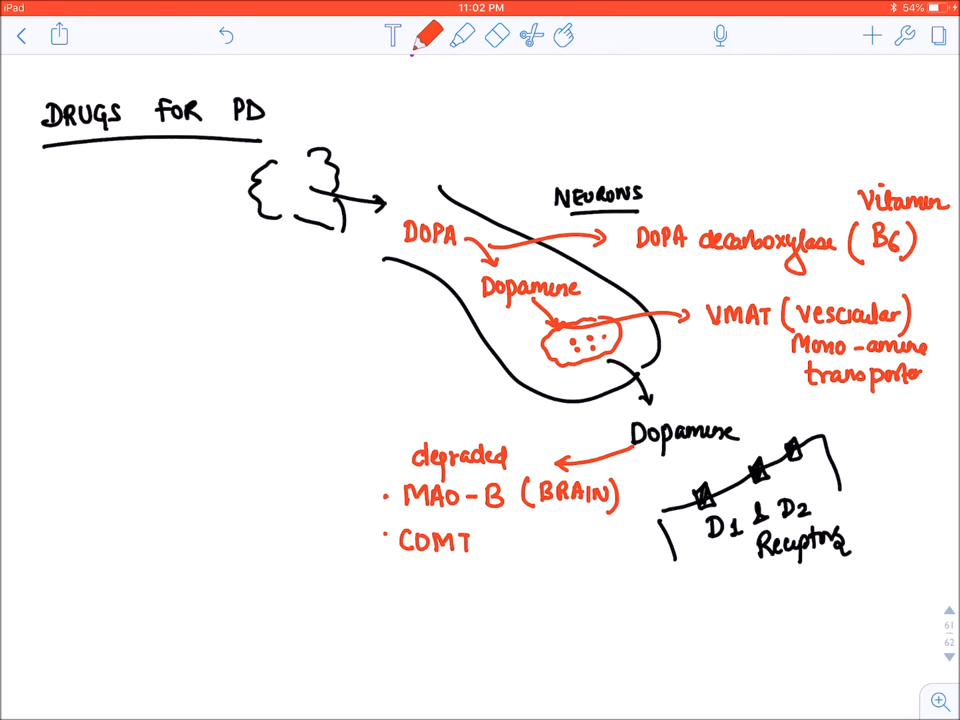 iPad
11:02 PM
54%
T
DRUGS FOR PD
NEURONS
Vitamin
DOPA
DOPA decarboxylase (B6)
Dopamine
VMAT (Vescicular)
Mono-amine
transporter
Dopamine
degraded
• MAO-B (BRAIN)
D1 & D2
Receptors
• COMT
61
62